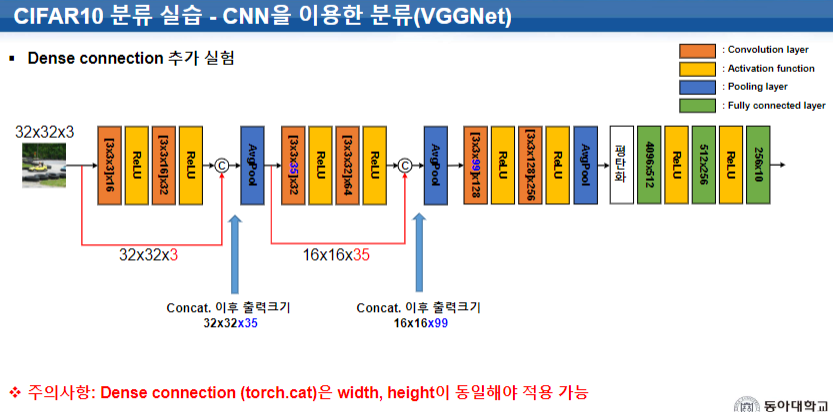 CIFAR10 분류 실습 - CNN을 이용한 분류(VGGNet)
▪ Dense connection 추가 실험
: Convolution layer
: Activation function
: Pooling layer
: Fully connected layer
32x32x3
[3x3x3]x16
ReLU
[3x3x16]x32
ReLU
C
AvgPool
[3x3x35]x32
ReLU
[3x3x32]x64
ReLU
C
AvgPool
[3x3x99]x128
ReLU
[3x3x128]x256
ReLU
AvgPool
평탄화
4096x512
ReLU
512x256
ReLU
256x10
32x32x3
16x16x35
Concat. 이후 출력크기
32x32x35
Concat. 이후 출력크기
16x16x99
❖ 주의사항: Dense connection (torch.cat)은 width, height이 동일해야 적용 가능
동아대학교